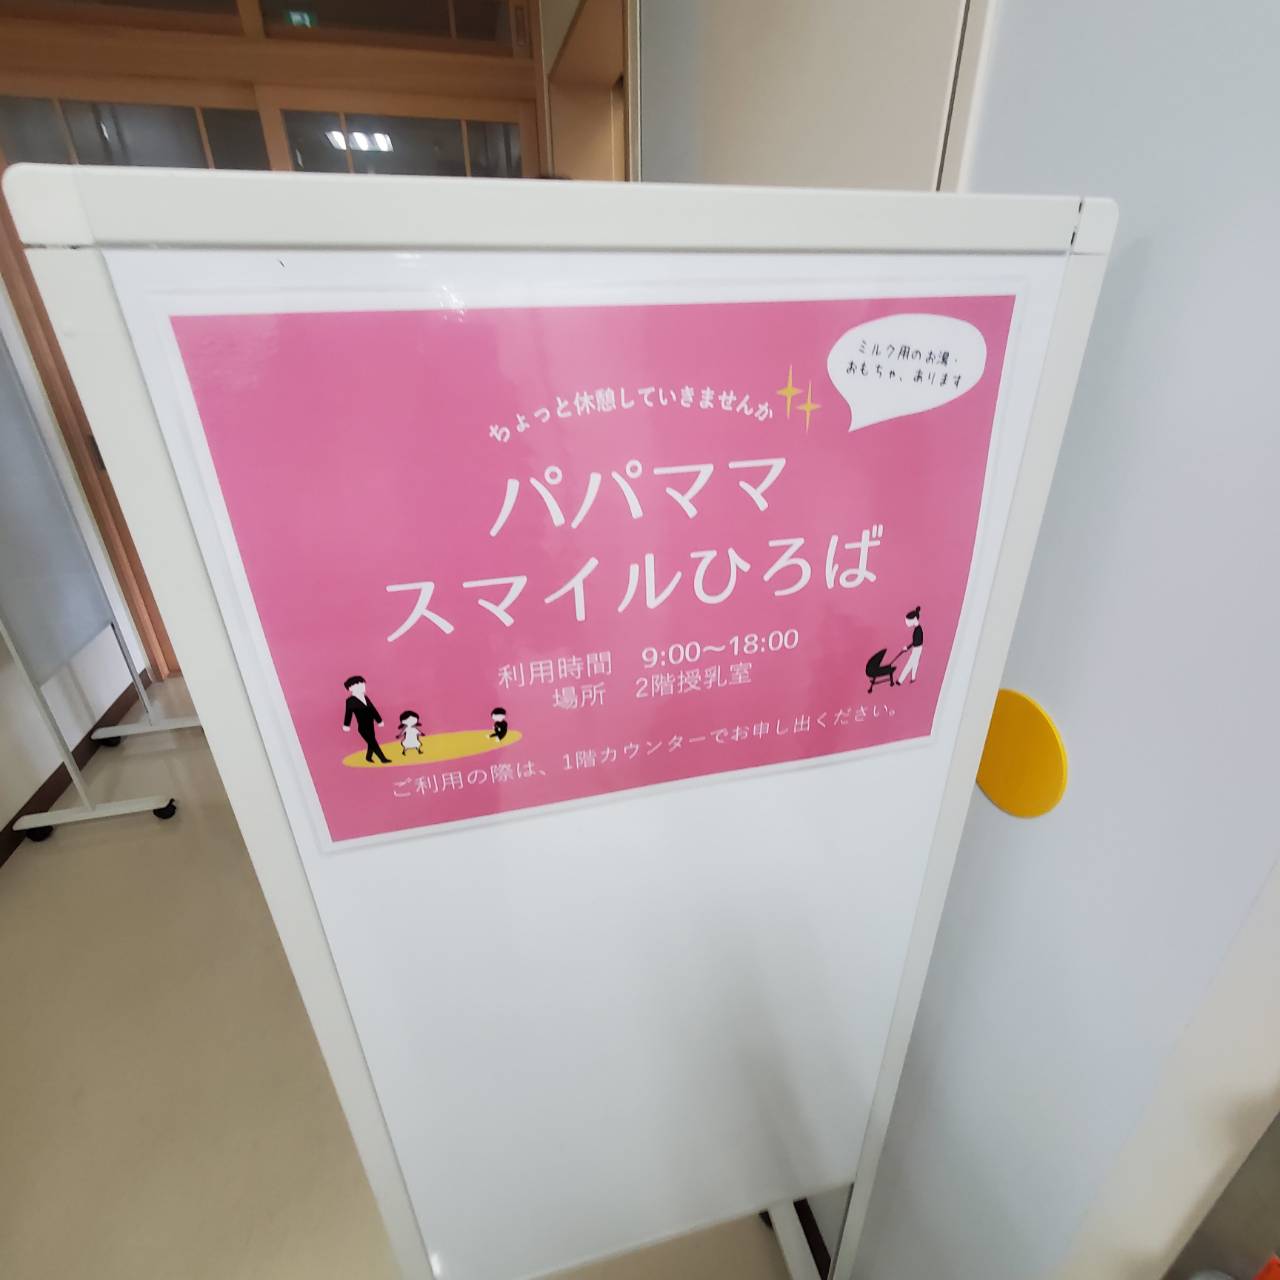 ミルク用のお湯・
おもちゃ、あります
ちょっと休憩していきませんか
パパママ
スマイルひろば
利用時間　9:00～18:00
場所　2階授乳室
ご利用の際は、1階カウンターでお申し出ください。